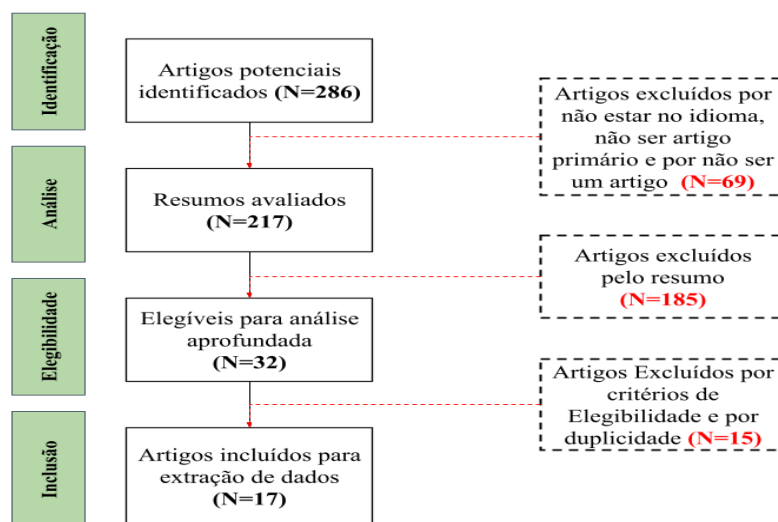 Identificação
Artigos potenciais
identificados (N=286)
Artigos excluídos por
não estar no idioma,
não ser artigo
primário e por não ser
um artigo (N=69)
Análise
Resumos avaliados
(N=217)
Artigos excluídos
pelo resumo
(N=185)
Elegibilidade
Elegíveis para análise
aprofundada
(N=32)
Artigos Excluídos por
critérios de
Elegibilidade e por
duplicidade (N=15)
Inclusão
Artigos incluídos para
extração de dados
(N=17)